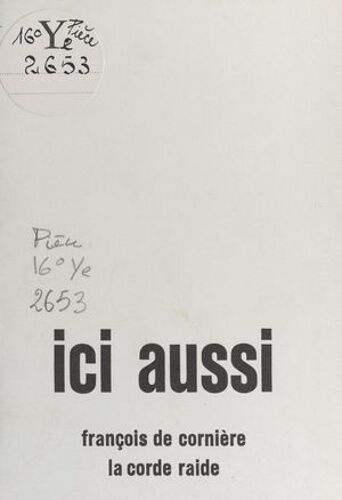 16° Ye Pièce
2653
Pièce
16° Ye
2653
ici aussi
françois de cornière
la corde raide